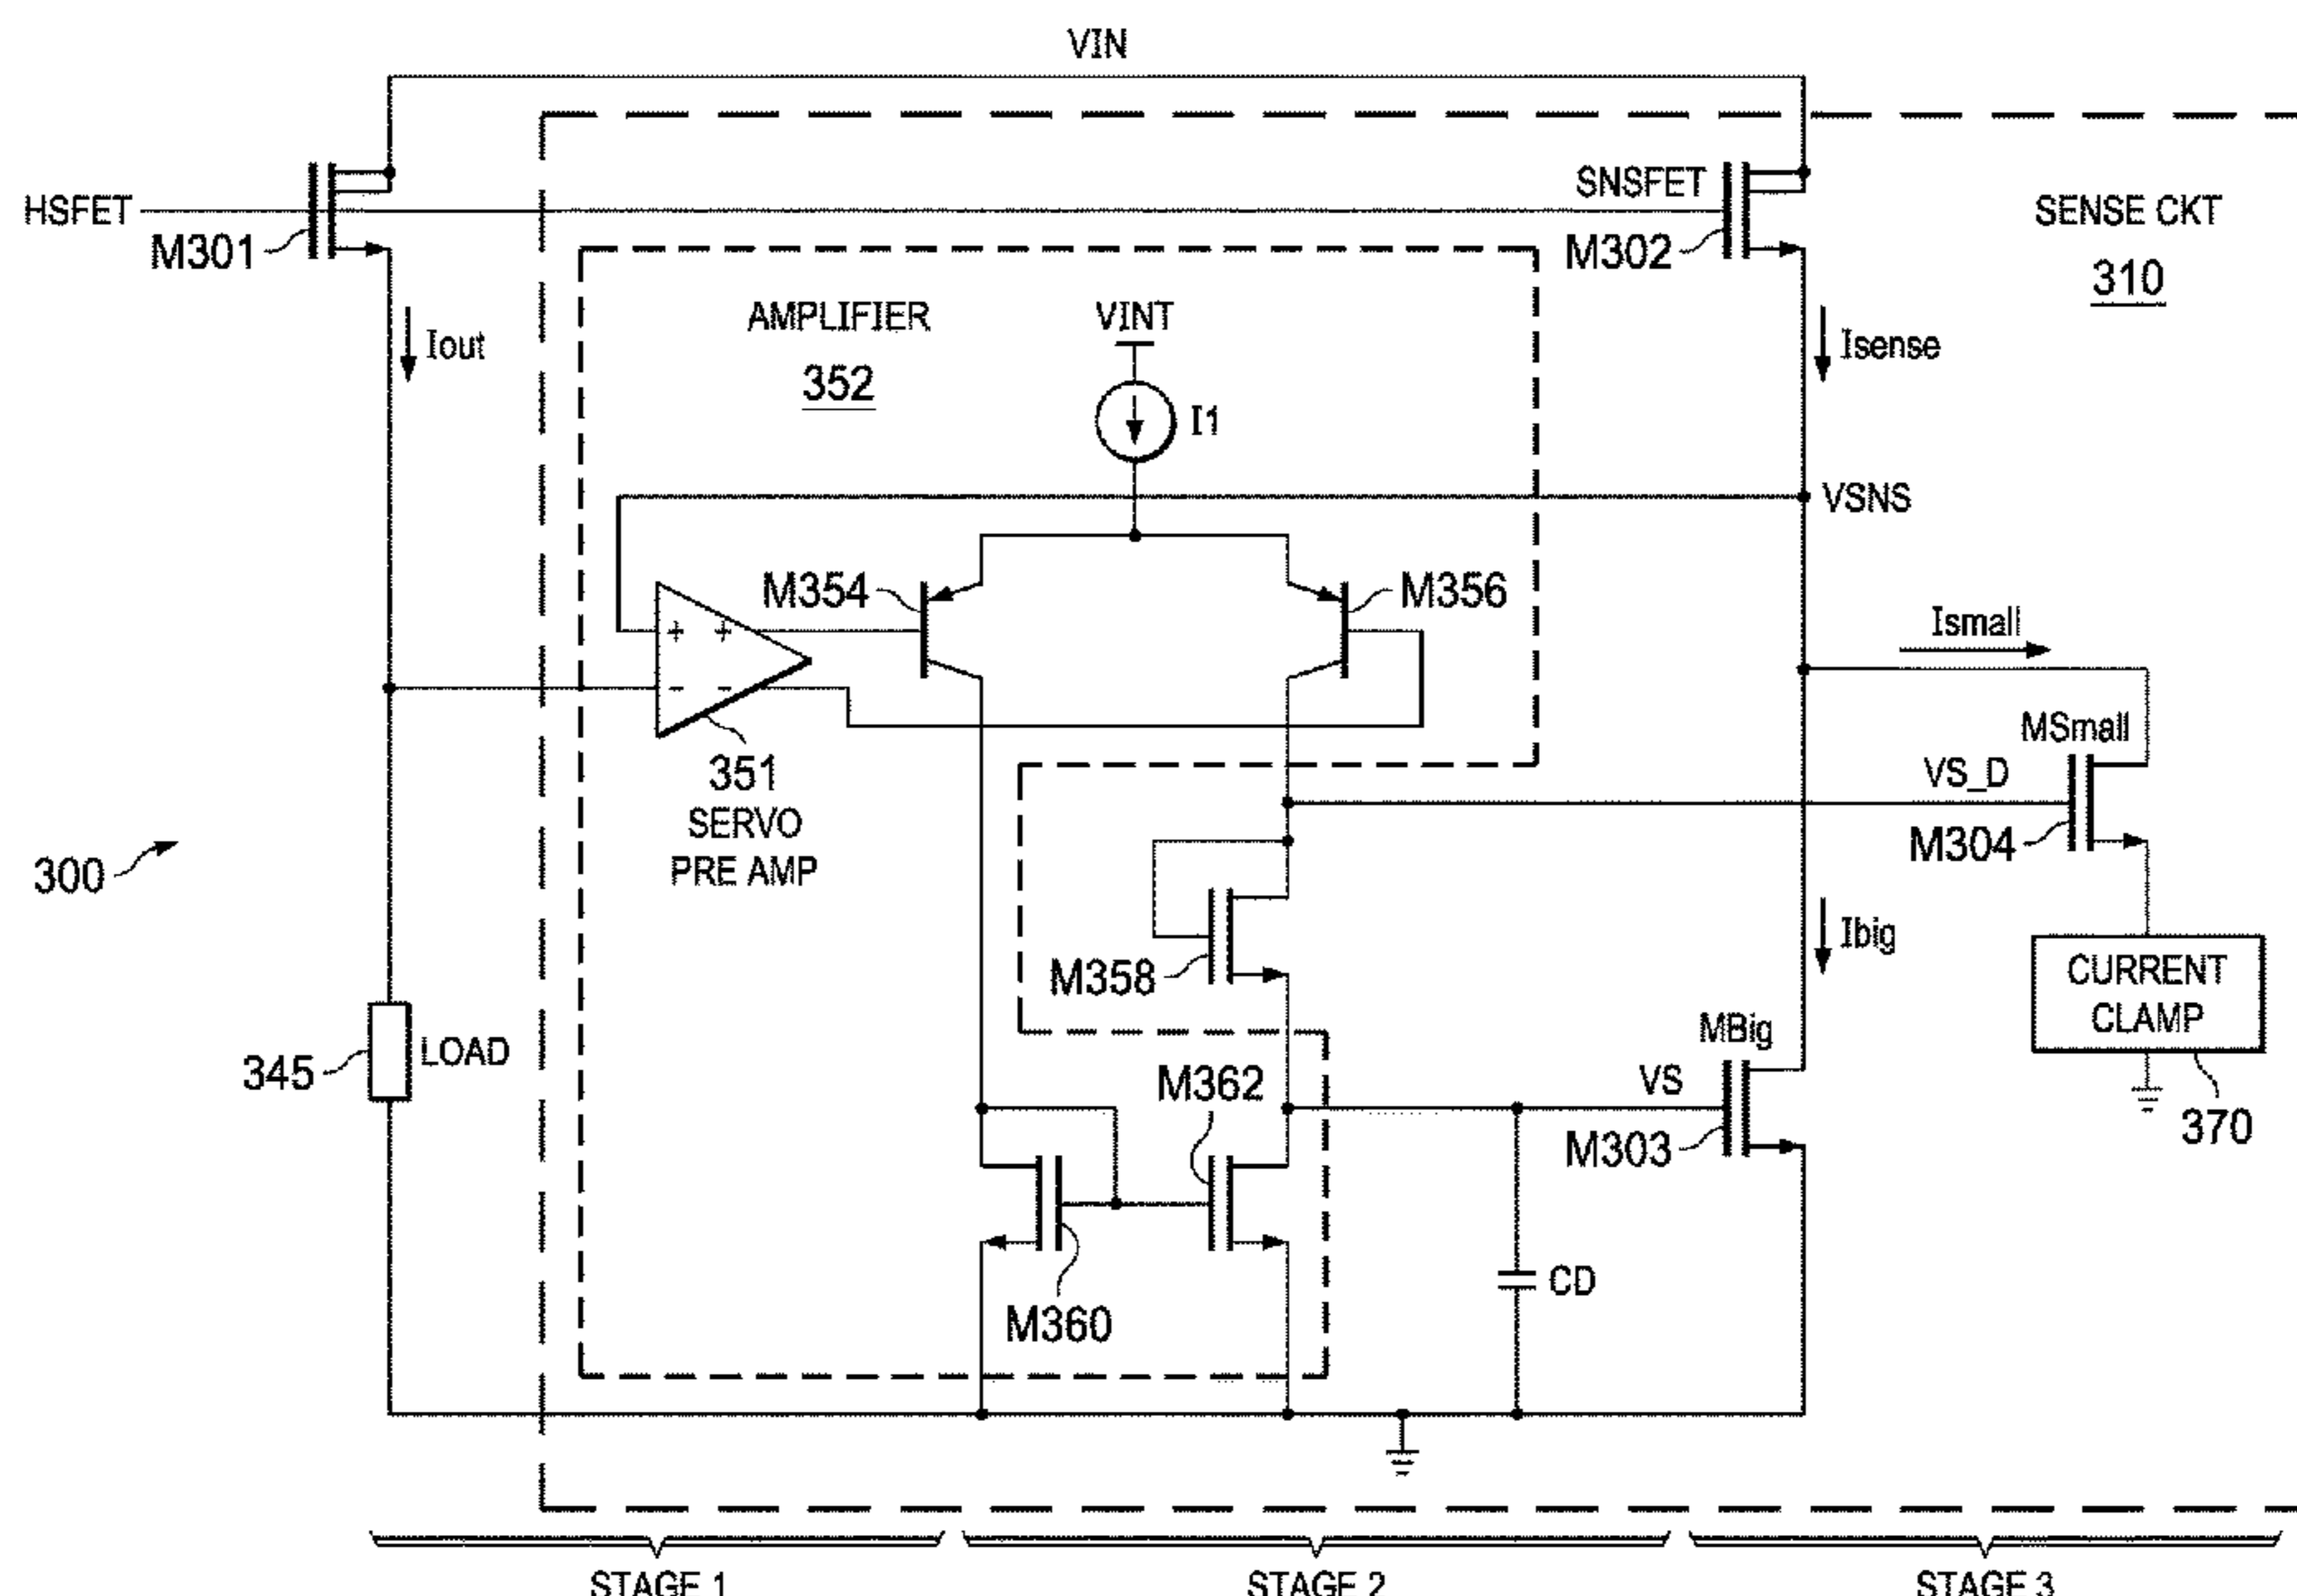 VIN
HSFET
M301
SNSFET
M302
SENSE CKT
310
Iout
AMPLIFIER
352
VINT
I1
Isense
VSNS
M354
M356
+ +
- -
351
SERVO
PRE AMP
Ismall
MSmall
VS_D
M304
300
M358
Ibig
CURRENT
CLAMP
370
345
LOAD
MBig
M362
VS
M303
M360
CD
STAGE 1
STAGE 2
STAGE 3